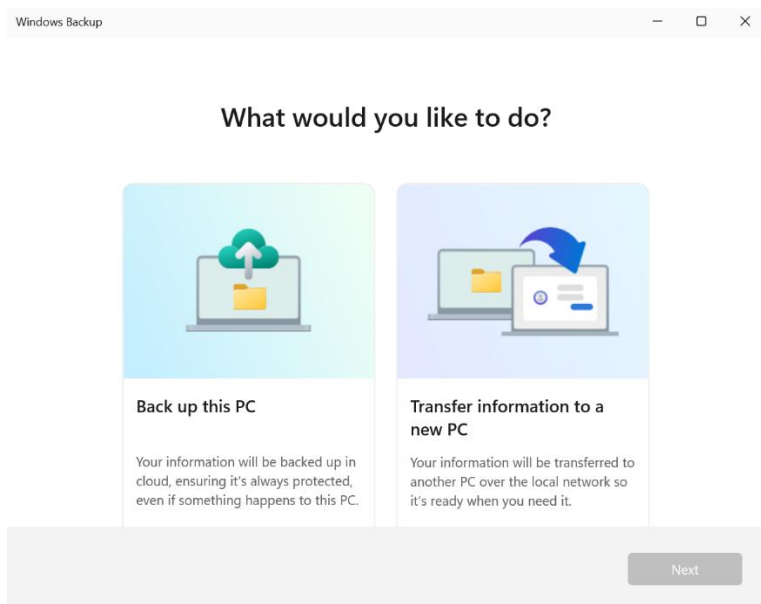 Windows Backup
What would you like to do?
Back up this PC
Your information will be backed up in
cloud, ensuring it's always protected,
even if something happens to this PC.
Transfer information to a
new PC
Your information will be transferred to
another PC over the local network so
it's ready when you need it.
Next